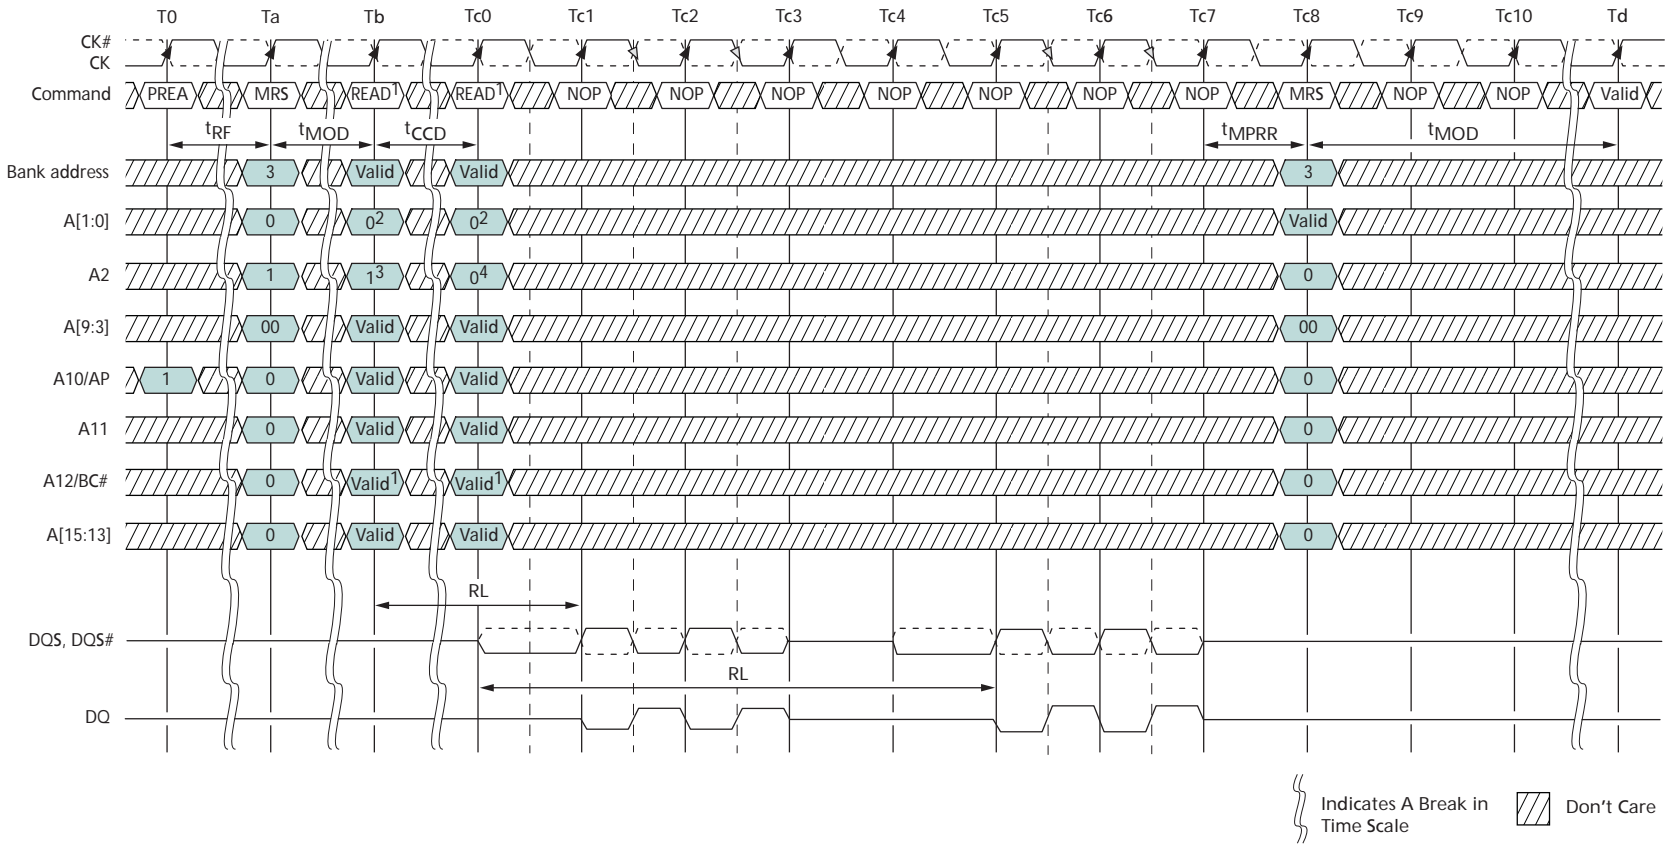 T0 Ta Tb Tc0 Tc1 Tc2 Tc3 Tc4 Tc5 Tc6 Tc7 Tc8 Tc9 Tc10 Td
CK#
CK
Command PREA MRS READ1 READ1 NOP NOP NOP NOP NOP NOP NOP MRS NOP NOP Valid
tRF tMOD tCCD tMPRR tMOD
Bank address 3 Valid Valid 3
A[1:0] 0 02 02 Valid
A2 1 13 04 0
A[9:3] 00 Valid Valid 00
A10/AP 1 0 Valid Valid 0
A11 0 Valid Valid 0
A12/BC# 0 Valid1 Valid1 0
A[15:13] 0 Valid Valid 0
RL
DQS, DQS#
RL
DQ
Indicates A Break in
Time Scale
Don't Care